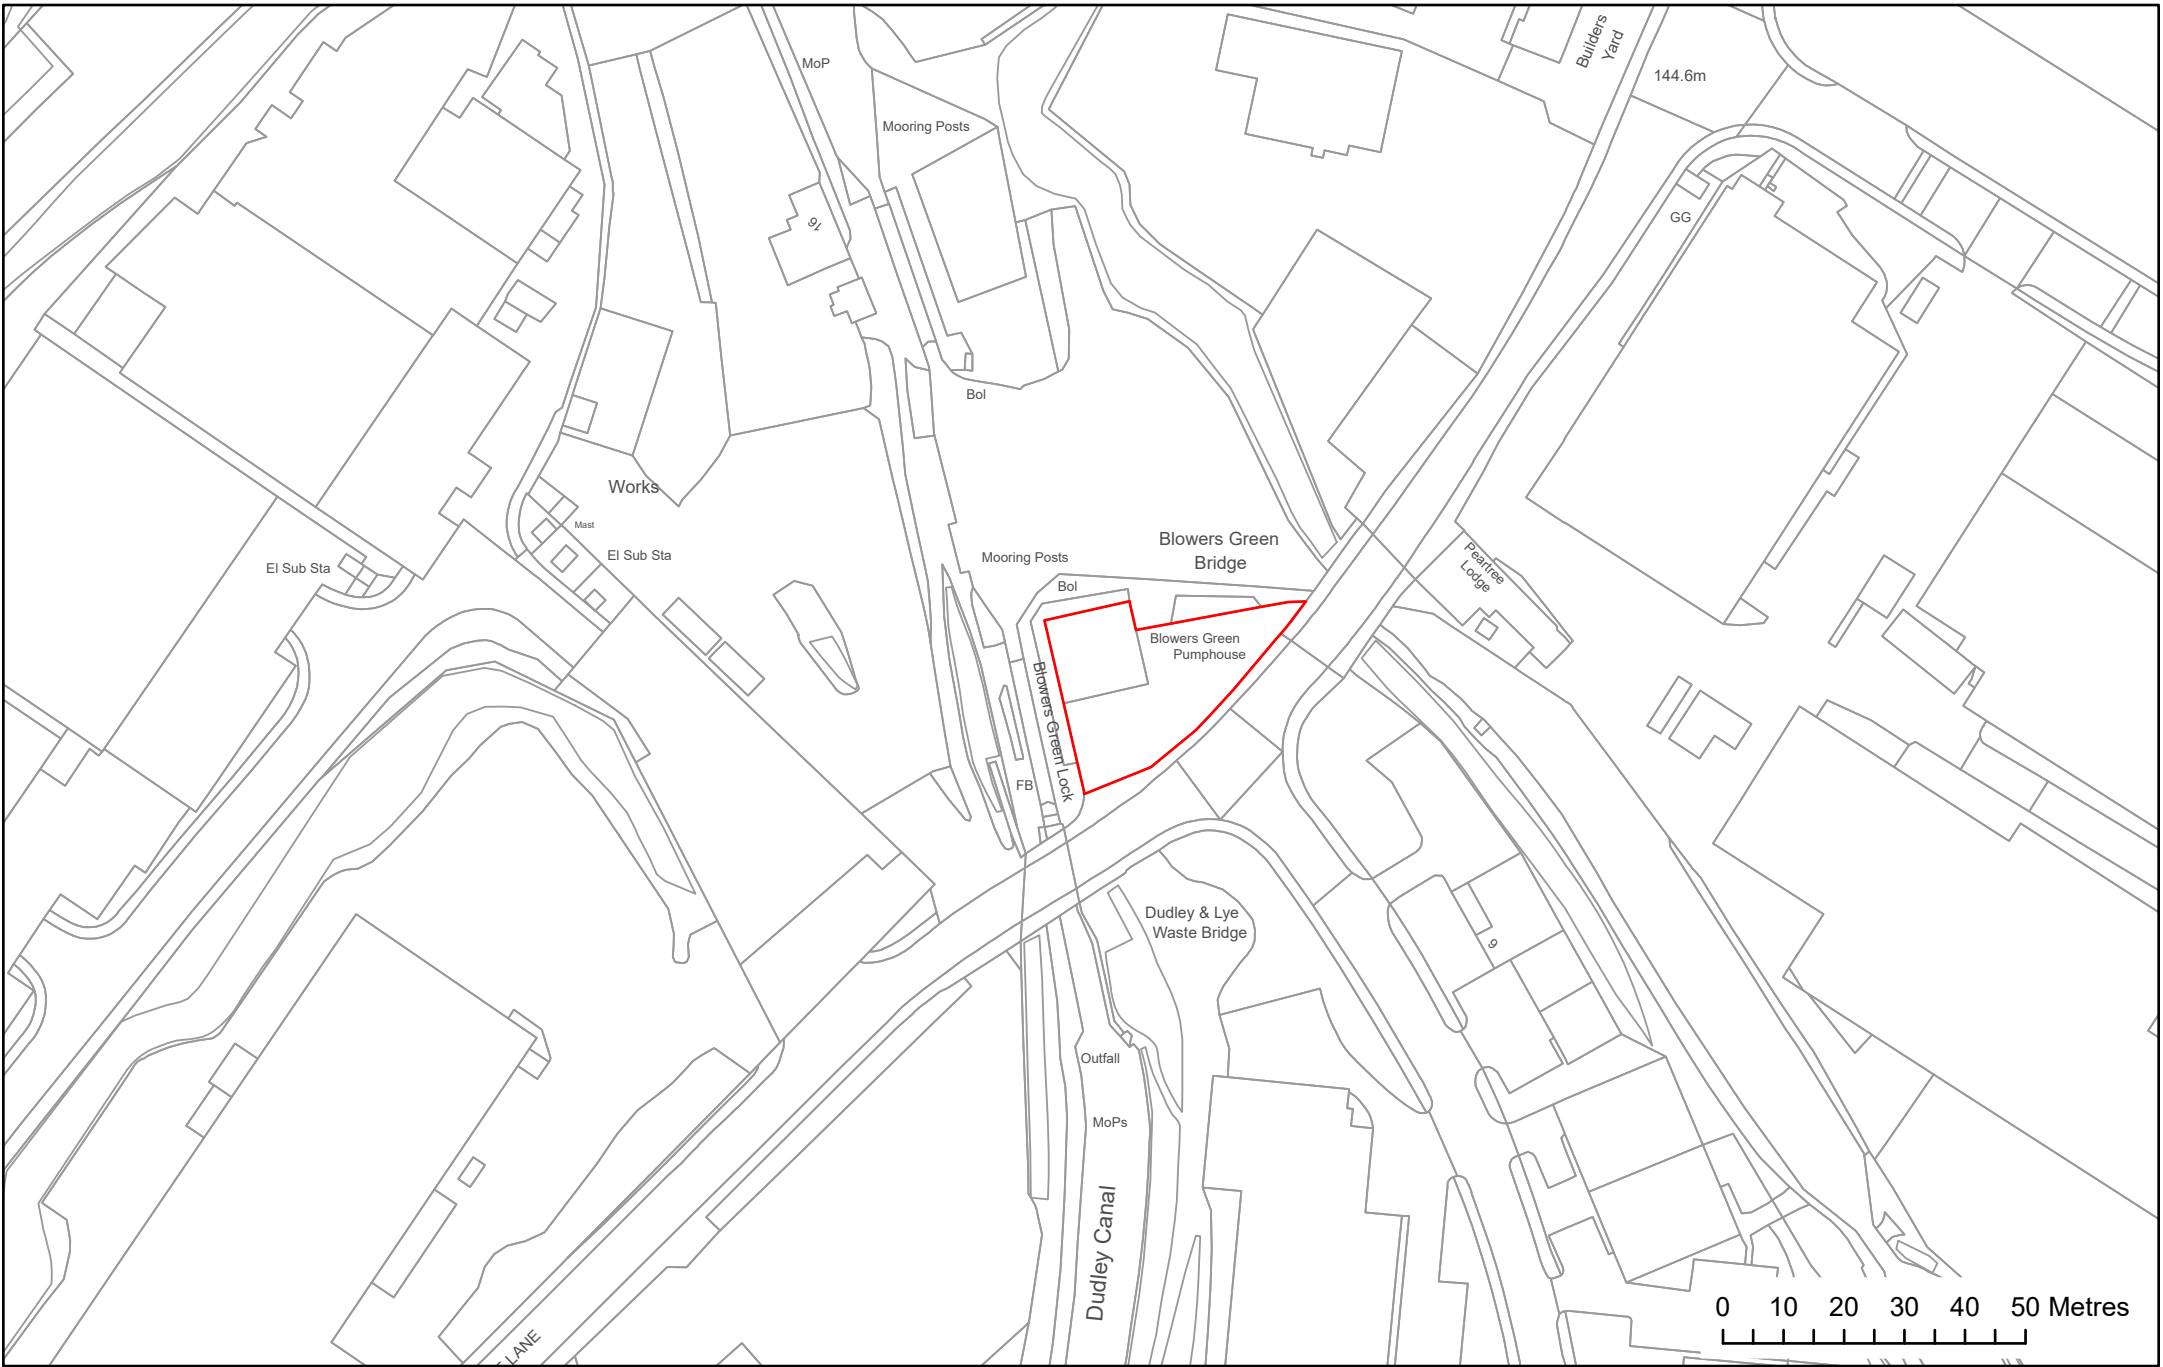 Builders
Yard
MoP
144.6m
Mooring Posts
16
GG
Bol
Works
Mast
El Sub Sta
El Sub Sta
Mooring Posts
Blowers Green
Bridge
Peartree
Lodge
Bol
Blowers Green
Pumphouse
Blowers Green Lock
FB
Dudley & Lye
Waste Bridge
9
Outfall
MoPs
Dudley Canal
LANE
0 10 20 30 40 50 Metres